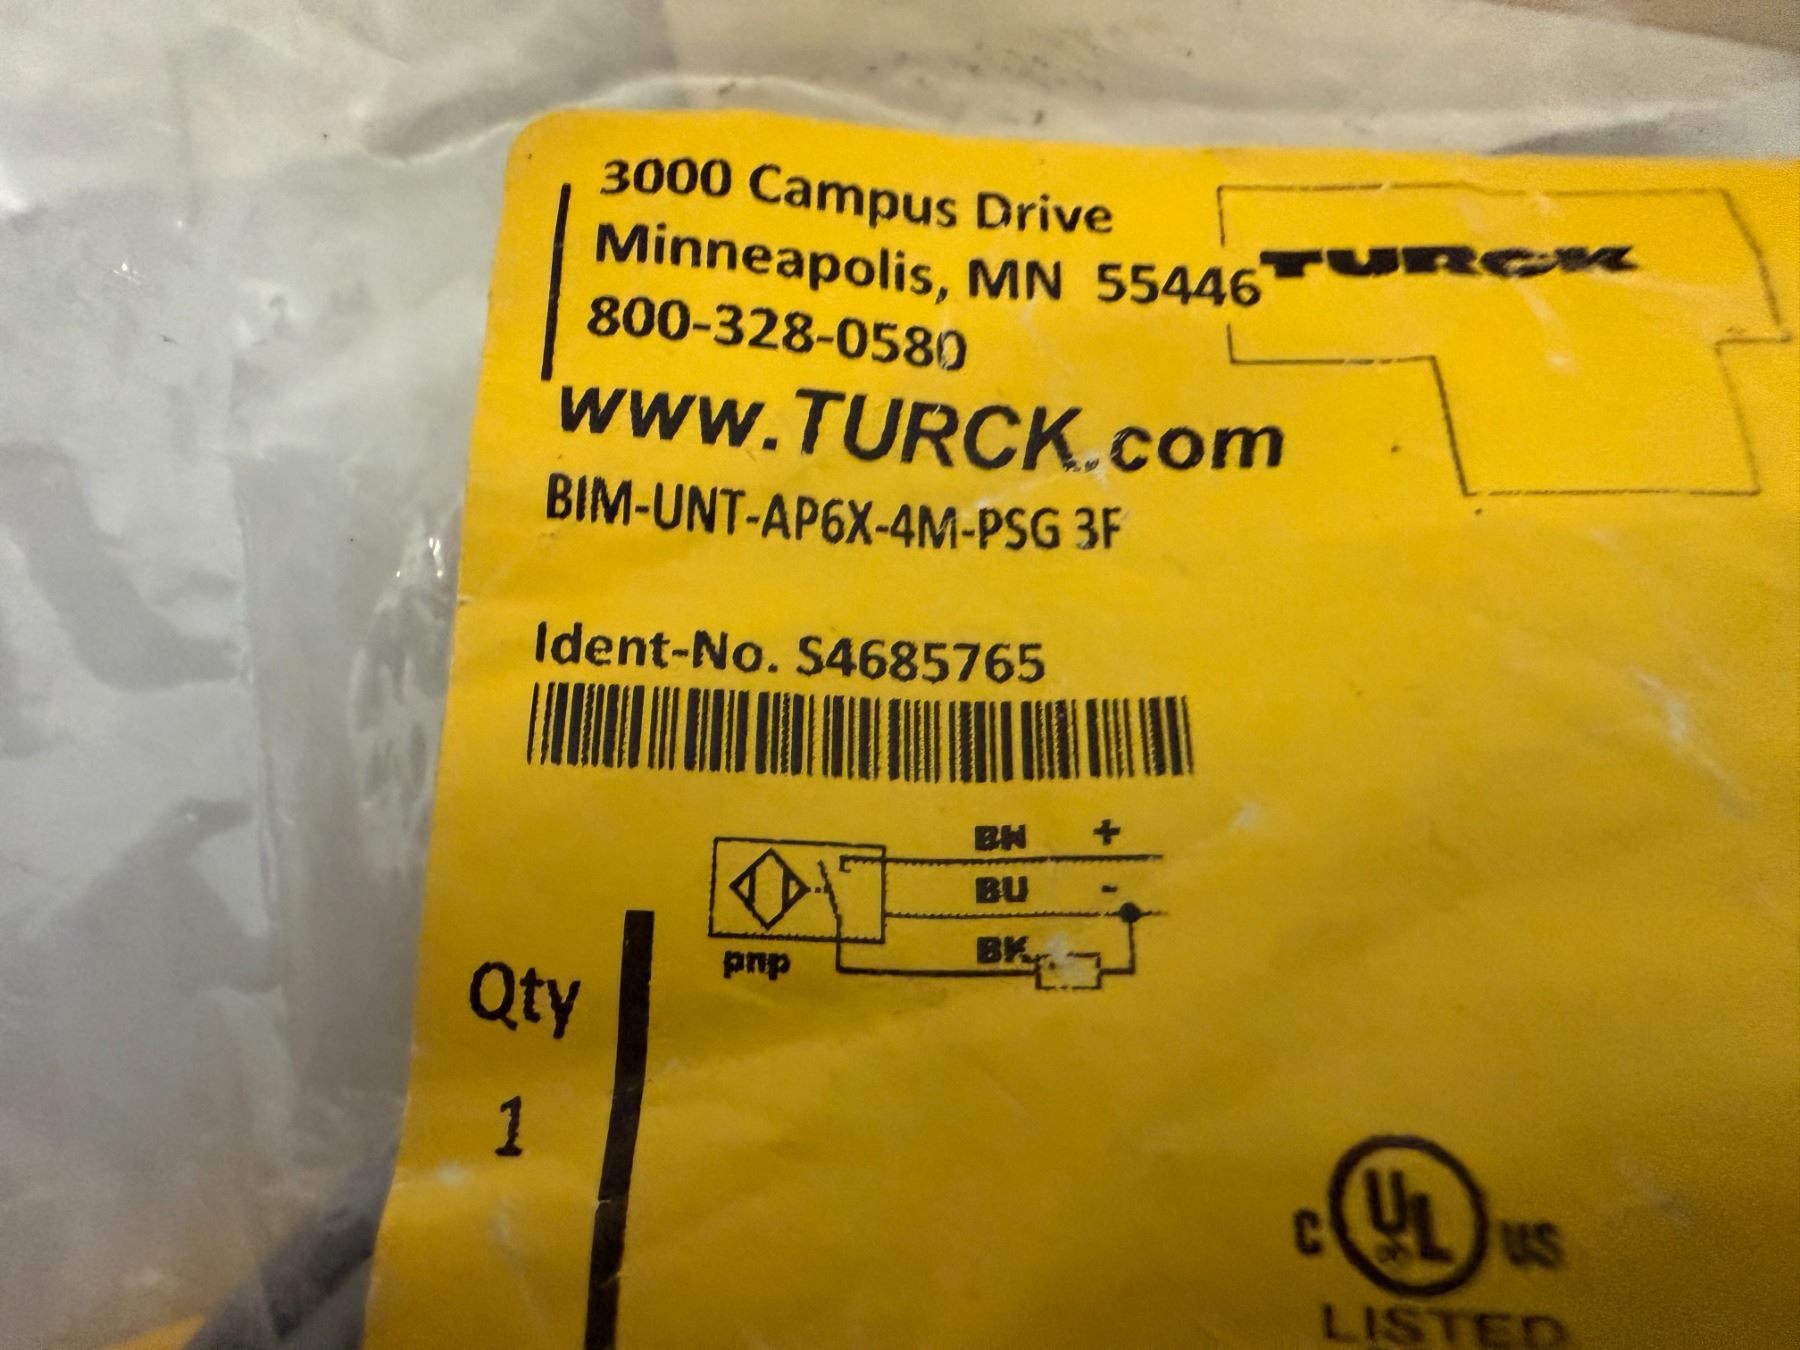 3000 Campus Drive
Minneapolis, MN 55446
800-328-0580
TURCK
www.TURCK.com
BIM-UNT-AP6X-4M-PSG 3F
Ident-No. S4685765
BN +
BU -
BK
pnp
Qty
1
C UL US
LISTED